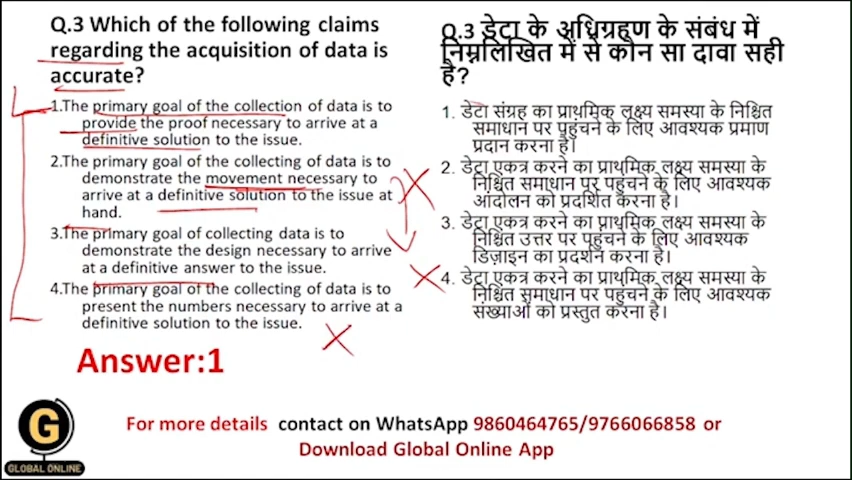 Q.3 Which of the following claims
regarding the acquisition of data is
accurate?
1.The primary goal of the collection of data is to
provide the proof necessary to arrive at a
definitive solution to the issue.
2.The primary goal of the collecting of data is to
demonstrate the movement necessary to
arrive at a definitive solution to the issue at
hand.
3.The primary goal of collecting data is to
demonstrate the design necessary to arrive
at a definitive answer to the issue.
4.The primary goal of the collecting of data is to
present the numbers necessary to arrive at a
definitive solution to the issue.
Answer:1
Q.3 डेटा के अधिग्रहण के संबंध में
निम्नलिखित में से कौन सा दावा सही
है?
1. डेटा संग्रह का प्राथमिक लक्ष्य समस्या के निश्चित
समाधान पर पहुंचने के लिए आवश्यक प्रमाण
प्रदान करना है।
2. डेटा एकत्र करने का प्राथमिक लक्ष्य समस्या के
निश्चित समाधान पर पहुंचने के लिए आवश्यक
आंदोलन को प्रदर्शित करना है।
3. डेटा एकत्र करने का प्राथमिक लक्ष्य समस्या के
निश्चित उत्तर पर पहुंचने के लिए आवश्यक
डिज़ाइन का प्रदर्शन करना है।
4. डेटा एकत्र करने का प्राथमिक लक्ष्य समस्या के
निश्चित समाधान पर पहुंचने के लिए आवश्यक
संख्याओं को प्रस्तुत करना है।
G
GLOBAL ONLINE
For more details contact on WhatsApp 9860464765/9766066858 or
Download Global Online App